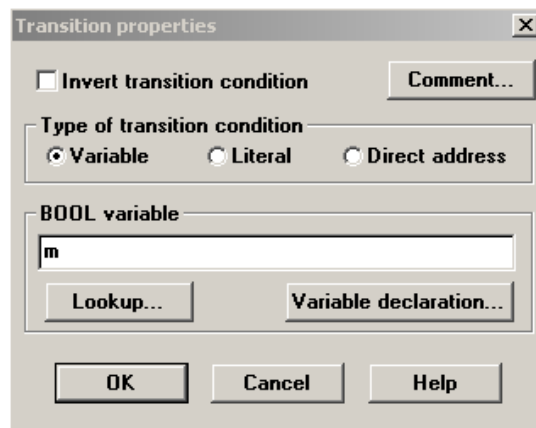 Transition properties
Invert transition condition
Comment...
Type of transition condition
Variable
Literal
Direct address
BOOL variable
m
Lookup...
Variable declaration...
OK
Cancel
Help